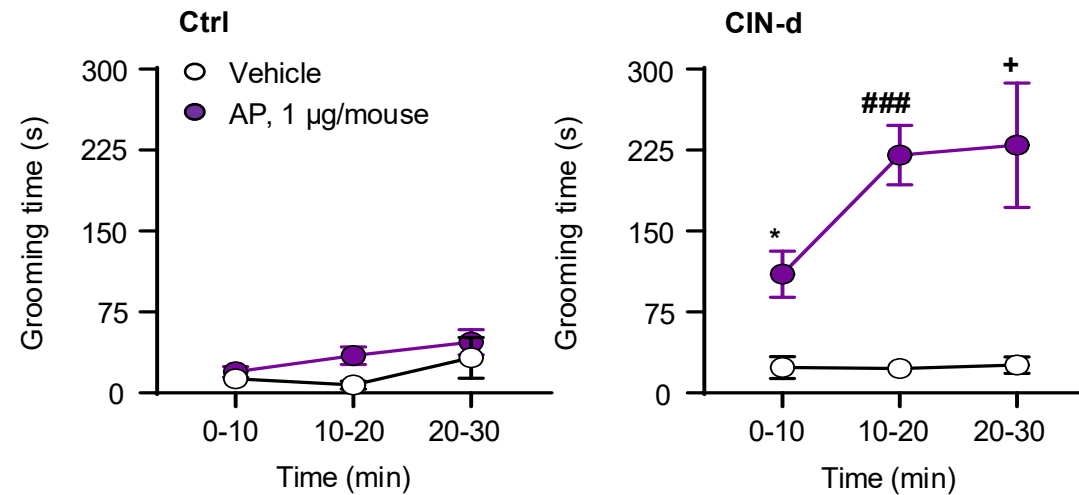 Ctrl
Vehicle
AP, 1 µg/mouse
Grooming time (s)
300
225
150
75
0
0-10
10-20
20-30
Time (min)
CIN-d
Grooming time (s)
300
225
150
75
0
*
###
+
0-10
10-20
20-30
Time (min)